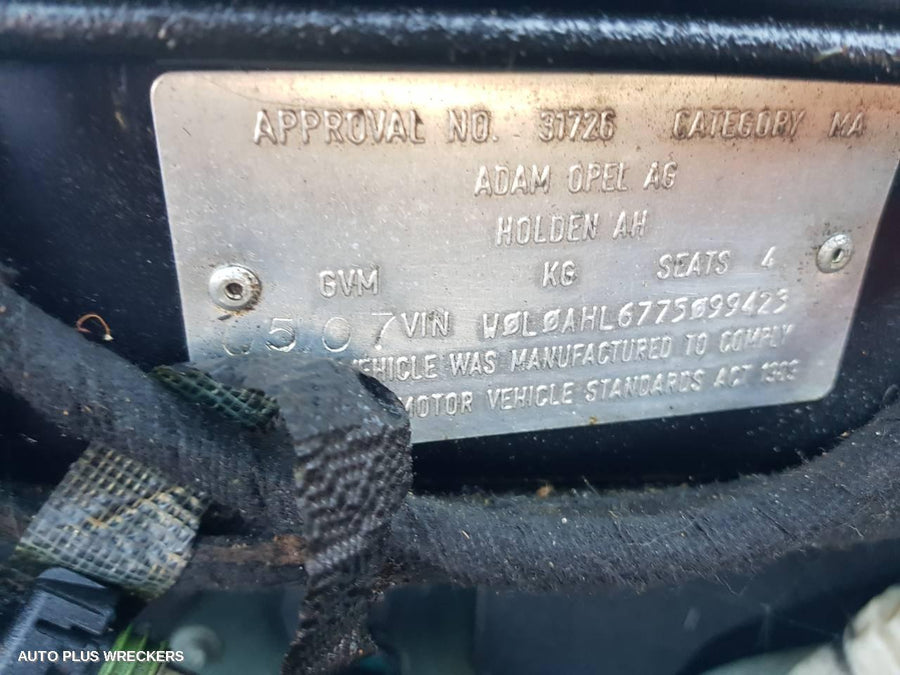 APPROVAL NO. 31726 CATEGORY MA
ADAM OPEL AG
HOLDEN AH
GVM KG SEATS 4
0507 VIN WØLØAHL6775Ø99423
VEHICLE WAS MANUFACTURED TO COMPLY
MOTOR VEHICLE STANDARDS ACT 1989
AUTO PLUS WRECKERS